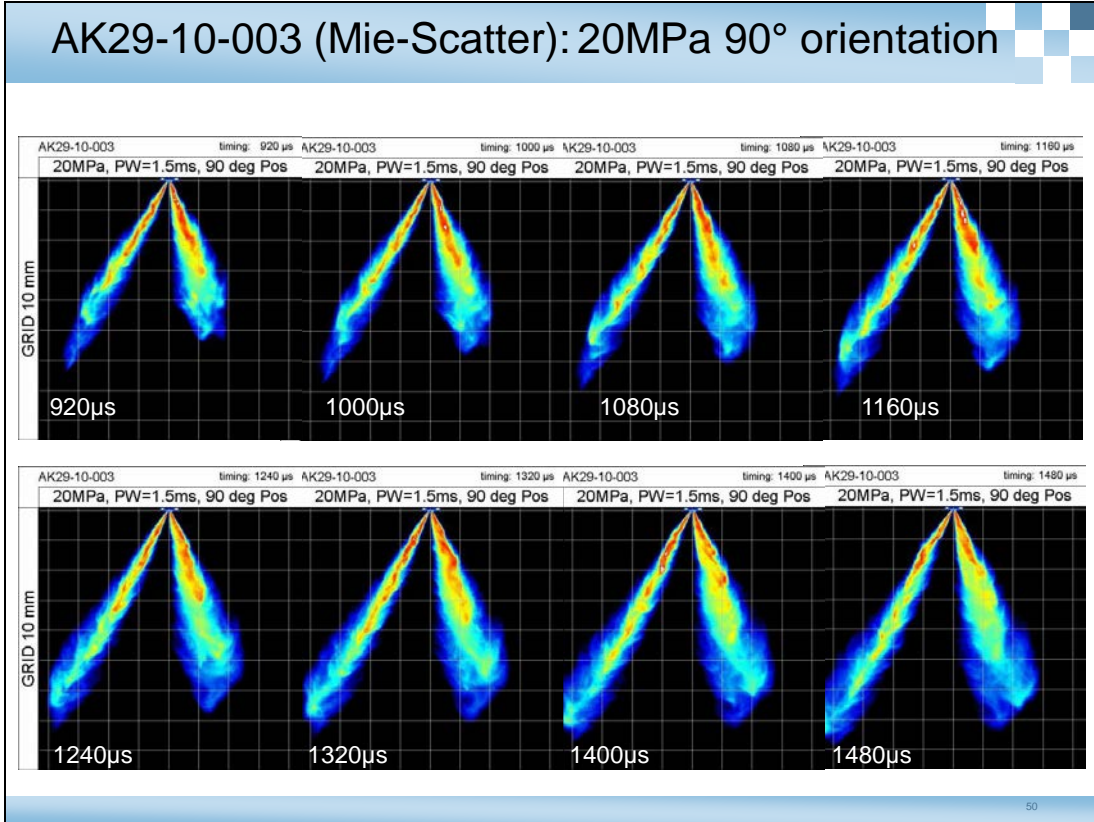 AK29-10-003 (Mie-Scatter): 20MPa 90° orientation
AK29-10-003 timing: 920 µs AK29-10-003 timing: 1000 µs AK29-10-003 timing: 1080 µs AK29-10-003 timing: 1160 µs
20MPa, PW=1.5ms, 90 deg Pos 20MPa, PW=1.5ms, 90 deg Pos 20MPa, PW=1.5ms, 90 deg Pos 20MPa, PW=1.5ms, 90 deg Pos
GRID 10 mm
920µs 1000µs 1080µs 1160µs
AK29-10-003 timing: 1240 µs AK29-10-003 timing: 1320 µs AK29-10-003 timing: 1400 µs AK29-10-003 timing: 1480 µs
20MPa, PW=1.5ms, 90 deg Pos 20MPa, PW=1.5ms, 90 deg Pos 20MPa, PW=1.5ms, 90 deg Pos 20MPa, PW=1.5ms, 90 deg Pos
GRID 10 mm
1240µs 1320µs 1400µs 1480µs
50